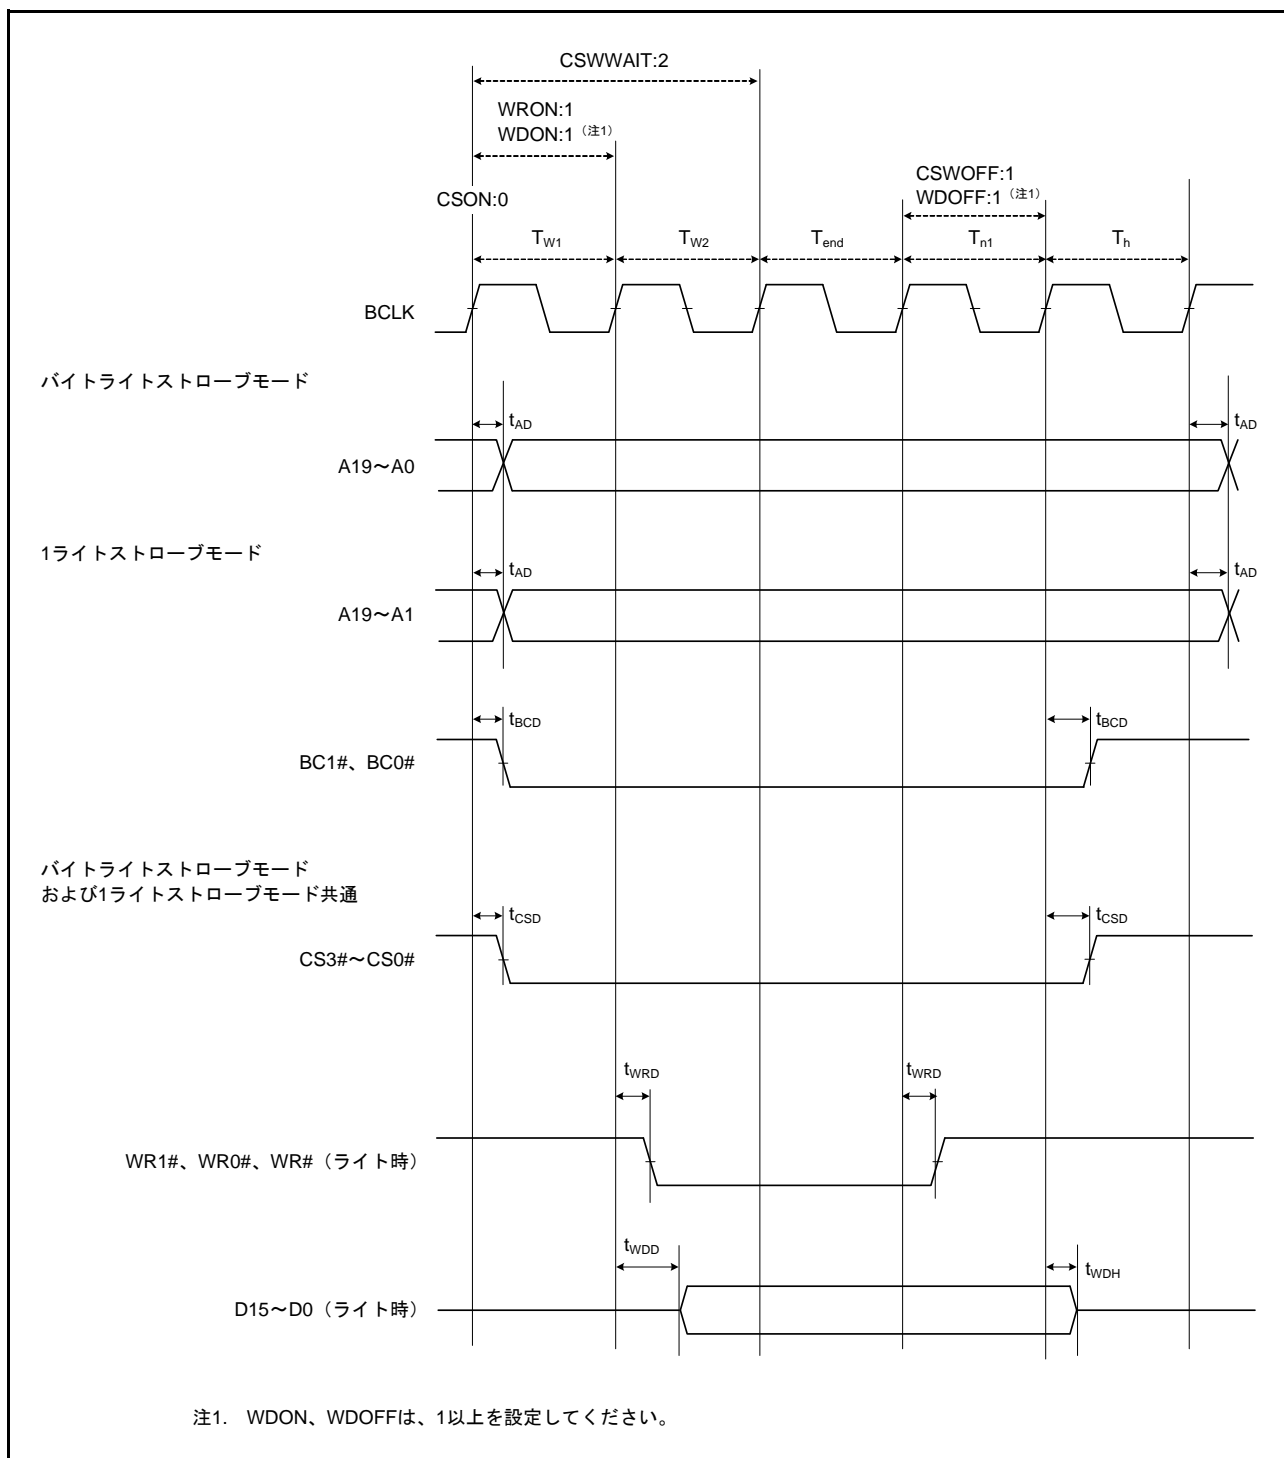 CSWWAIT:2
WRON:1
WDON:1（注1）
CSON:0
CSWOFF:1
WDOFF:1（注1）
TW1 TW2 Tend Tn1 Th
BCLK
バイトライトストローブモード
tAD tAD
A19～A0
1ライトストローブモード
tAD tAD
A19～A1
tBCD tBCD
BC1#、BC0#
バイトライトストローブモード
および1ライトストローブモード共通
tCSD tCSD
CS3#～CS0#
tWRD tWRD
WR1#、WR0#、WR#（ライト時）
tWDD tWDH
D15～D0（ライト時）
注1. WDON、WDOFFは、1以上を設定してください。